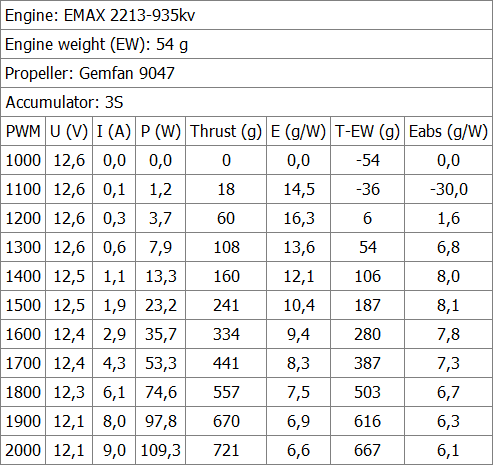 Engine: EMAX 2213-935kv
Engine weight (EW): 54 g
Propeller: Gemfan 9047
Accumulator: 3S
PWM U (V) I (A) P (W) Thrust (g) E (g/W) T-EW (g) Eabs (g/W)
1000 12,6 0,0 0,0 0 0,0 -54 0,0
1100 12,6 0,1 1,2 18 14,5 -36 -30,0
1200 12,6 0,3 3,7 60 16,3 6 1,6
1300 12,6 0,6 7,9 108 13,6 54 6,8
1400 12,5 1,1 13,3 160 12,1 106 8,0
1500 12,5 1,9 23,2 241 10,4 187 8,1
1600 12,4 2,9 35,7 334 9,4 280 7,8
1700 12,4 4,3 53,3 441 8,3 387 7,3
1800 12,3 6,1 74,6 557 7,5 503 6,7
1900 12,1 8,0 97,8 670 6,9 616 6,3
2000 12,1 9,0 109,3 721 6,6 667 6,1